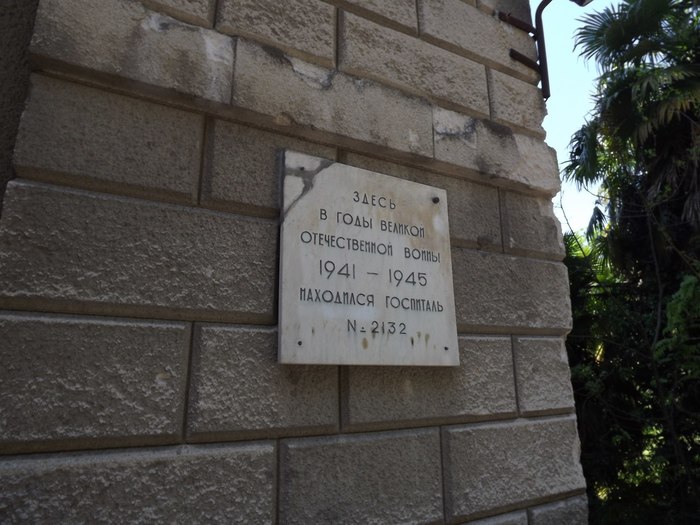 ЗДЕСЬ
В ГОДЫ ВЕЛИКОЙ
ОТЕЧЕСТВЕННОЙ ВОЙНЫ
1941 – 1945
НАХОДИЛСЯ ГОСПИТАЛЬ
№ 2132